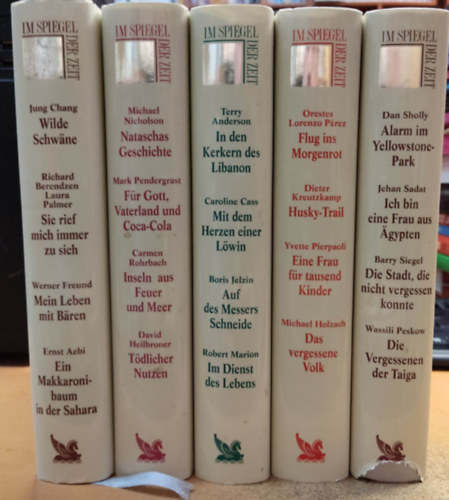 IM SPIEGEL
DER ZEIT
Jung Chang
Wilde
Schwäne
Richard
Berendzen
Laura
Palmer
Sie rief
mich immer
zu sich
Werner Freund
Mein Leben
mit Bären
Ernst Aebi
Ein
Makkaroni-
baum
in der Sahara
IM SPIEGEL
DER ZEIT
Michael
Nicholson
Nataschas
Geschichte
Mark Pendergrast
Für Gott,
Vaterland und
Coca-Cola
Carmen
Rohrbach
Inseln aus
Feuer
und Meer
David
Heilbroner
Tödlicher
Nutzen
IM SPIEGEL
DER ZEIT
Terry
Anderson
In den
Kerkern des
Libanon
Caroline Cass
Mit dem
Herzen einer
Löwin
Boris Jelzin
Auf
des Messers
Schneide
Robert Marion
Im Dienst
des Lebens
IM SPIEGEL
DER ZEIT
Orestes
Lorenzo Pérez
Flug ins
Morgenrot
Dieter
Kreutzkamp
Husky-Trail
Yvette Pierpaoli
Eine Frau
für tausend
Kinder
Michael Holzach
Das
vergessene
Volk
IM SPIEGEL
DER ZEIT
Dan Sholly
Alarm im
Yellowstone-
Park
Jehan Sadat
Ich bin
eine Frau aus
Ägypten
Barry Siegel
Die Stadt, die
nicht vergessen
konnte
Wassili Peskow
Die
Vergessenen
der Taiga